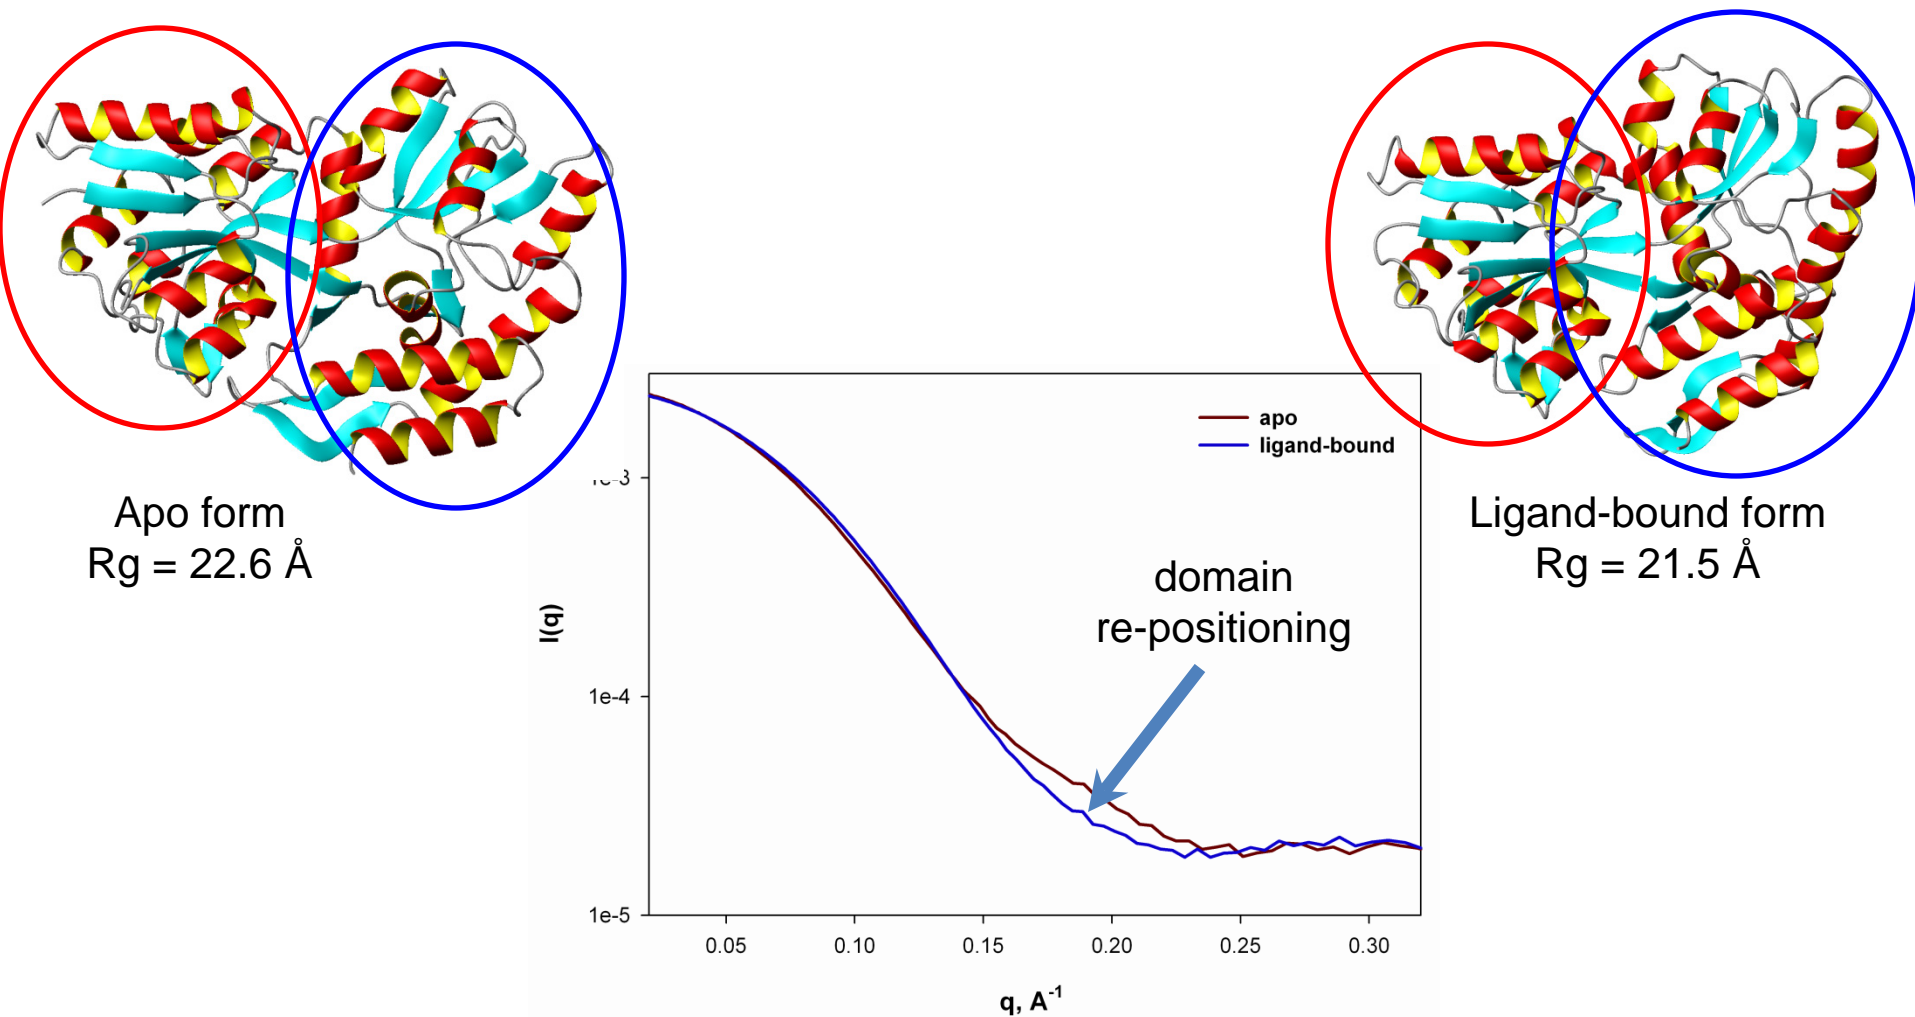 apo
ligand-bound
Apo form
Rg = 22.6 Å
Ligand-bound form
Rg = 21.5 Å
domain
re-positioning
I(q)
1e-4
1e-5
0.05 0.10 0.15 0.20 0.25 0.30
q, A⁻¹